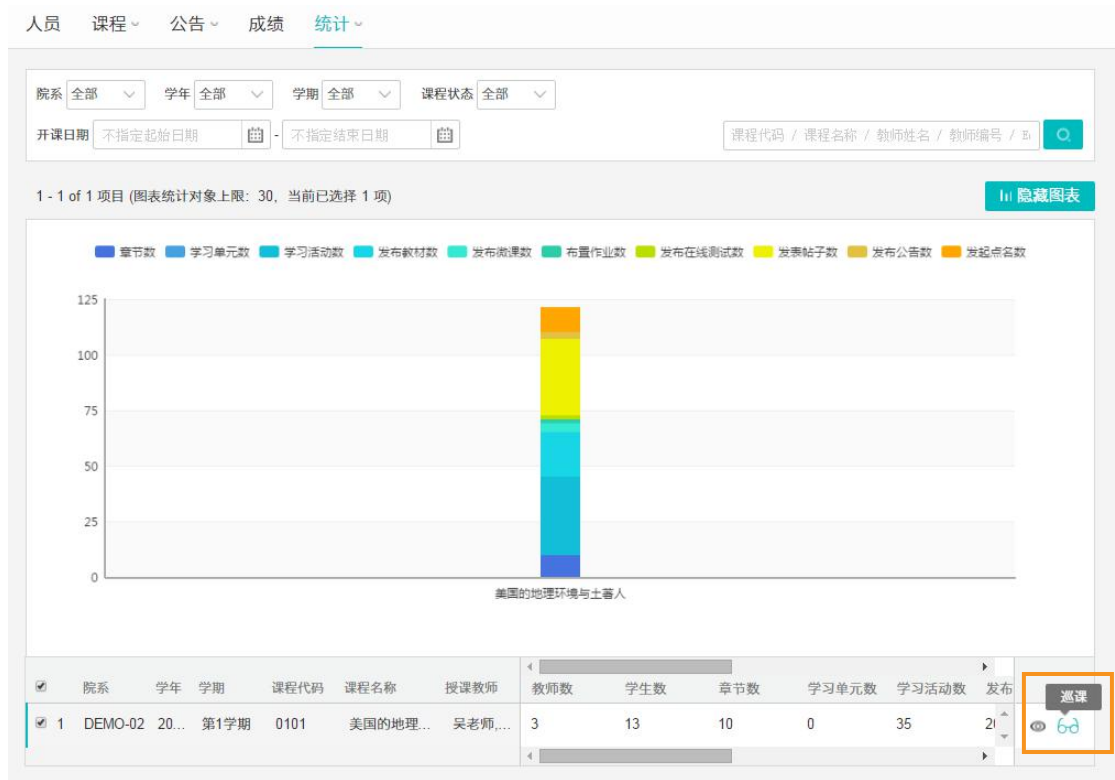 人员 课程 公告 成绩 统计
院系 全部 学年 全部 学期 全部 课程状态 全部
开课日期 不指定起始日期 - 不指定结束日期 课程代码 / 课程名称 / 教师姓名 / 教师编号 /
1 - 1 of 1 项目 (图表统计对象上限: 30, 当前已选择 1 项) 隐藏图表
章节数 学习单元数 学习活动数 发布教材数 发布微课数 布置作业数 发布在线测试数 发表帖子数 发布公告数 发起点名数
125
100
75
50
25
0
美国的地理环境与土著人
院系 学年 学期 课程代码 课程名称 授课教师 教师数 学生数 章节数 学习单元数 学习活动数 发布
巡课
1 DEMO-02 20... 第1学期 0101 美国的地理... 吴老师,... 3 13 10 0 35